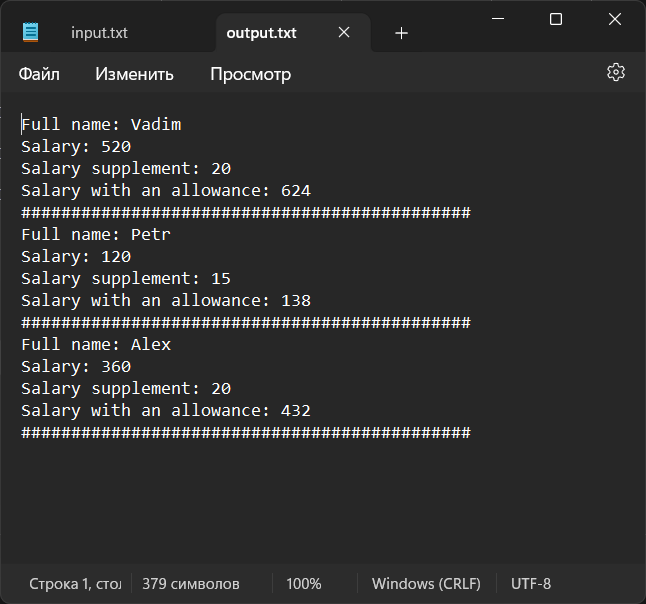 input.txt
output.txt
Файл
Изменить
Просмотр
Full name: Vadim
Salary: 520
Salary supplement: 20
Salary with an allowance: 624
#############################################
Full name: Petr
Salary: 120
Salary supplement: 15
Salary with an allowance: 138
#############################################
Full name: Alex
Salary: 360
Salary supplement: 20
Salary with an allowance: 432
#############################################
Строка 1, стол
379 символов
100%
Windows (CRLF)
UTF-8